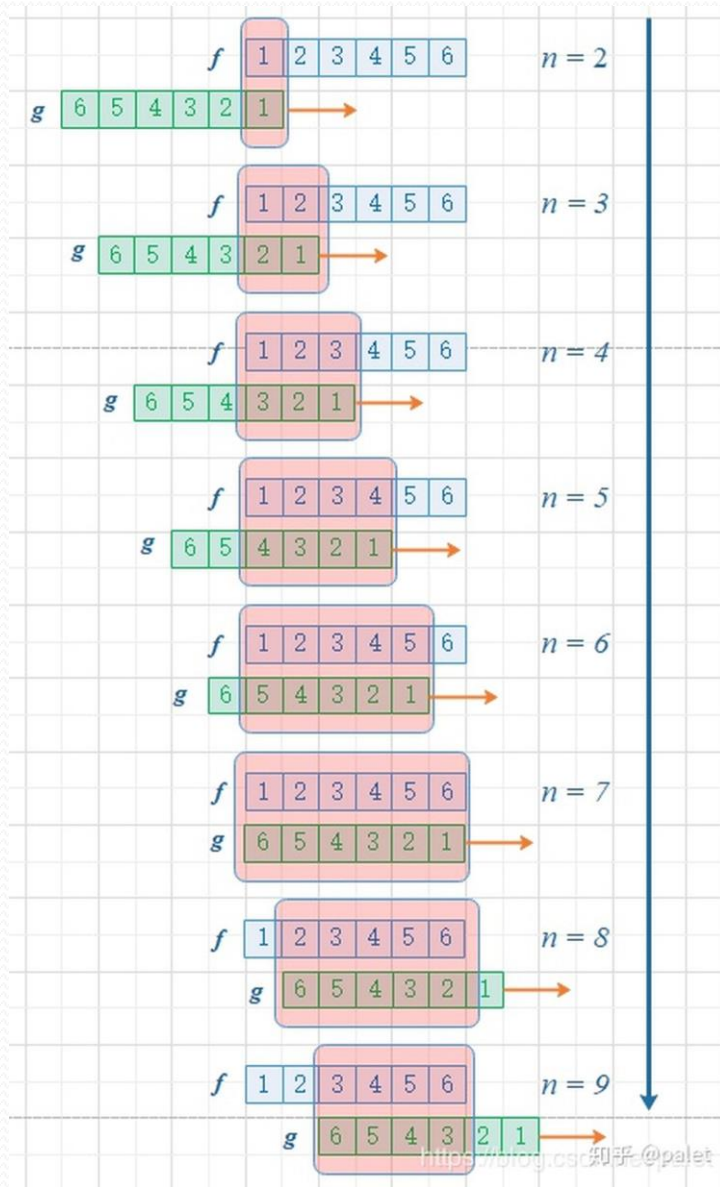 f 1 2 3 4 5 6 n = 2
g 6 5 4 3 2 1
f 1 2 3 4 5 6 n = 3
g 6 5 4 3 2 1
f 1 2 3 4 5 6 n = 4
g 6 5 4 3 2 1
f 1 2 3 4 5 6 n = 5
g 6 5 4 3 2 1
f 1 2 3 4 5 6 n = 6
g 6 5 4 3 2 1
f 1 2 3 4 5 6 n = 7
g 6 5 4 3 2 1
f 1 2 3 4 5 6 n = 8
g 6 5 4 3 2 1
f 1 2 3 4 5 6 n = 9
g 6 5 4 3 2 1
知乎 @palet